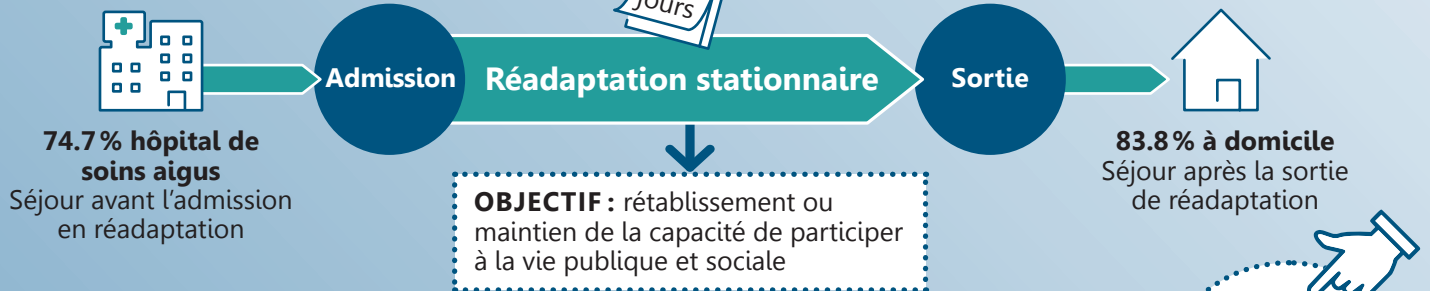 jours
Admission
Réadaptation stationnaire
Sortie
74.7 % hôpital de
soins aigus
Séjour avant l'admission
en réadaptation
OBJECTIF : rétablissement ou
maintien de la capacité de participer
à la vie publique et sociale
83.8 % à domicile
Séjour après la sortie
de réadaptation